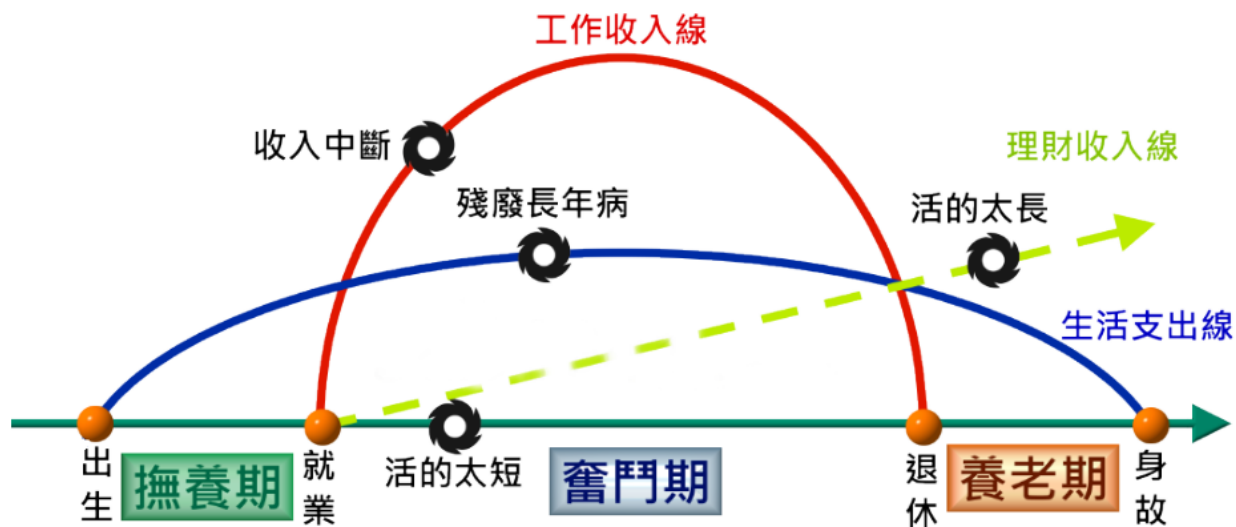 工作收入線
收入中斷
理財收入線
殘廢長年病
活的太長
生活支出線
出生
撫養期
就業
活的太短
奮鬥期
退休
養老期
身故